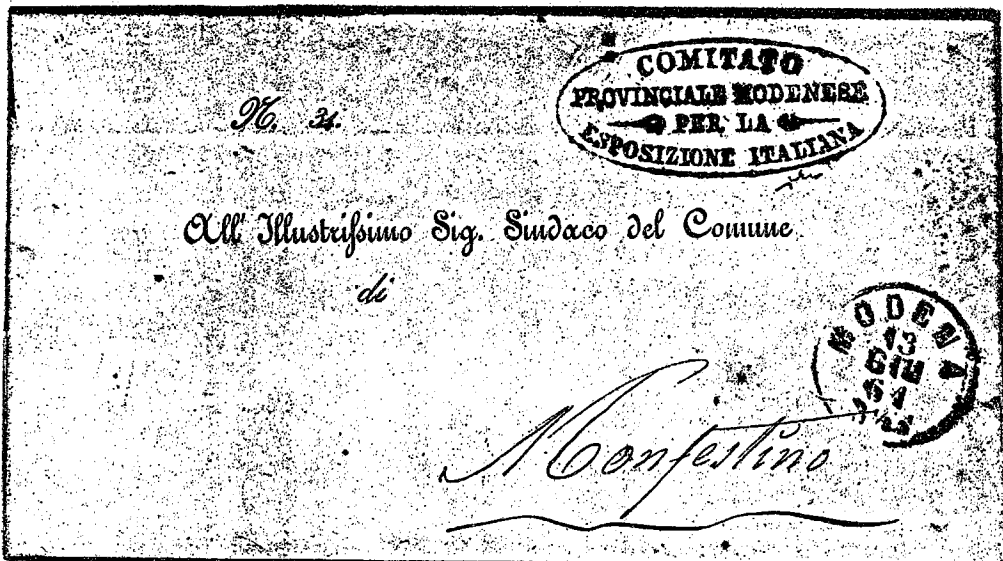 COMITATO
PROVINCIALE MODENESE
PER LA
ESPOSIZIONE ITALIANA
N. 31.
All' Illustrissimo Sig. Sindaco del Comune
di
MODENA
13
GIU
61
Monfestino